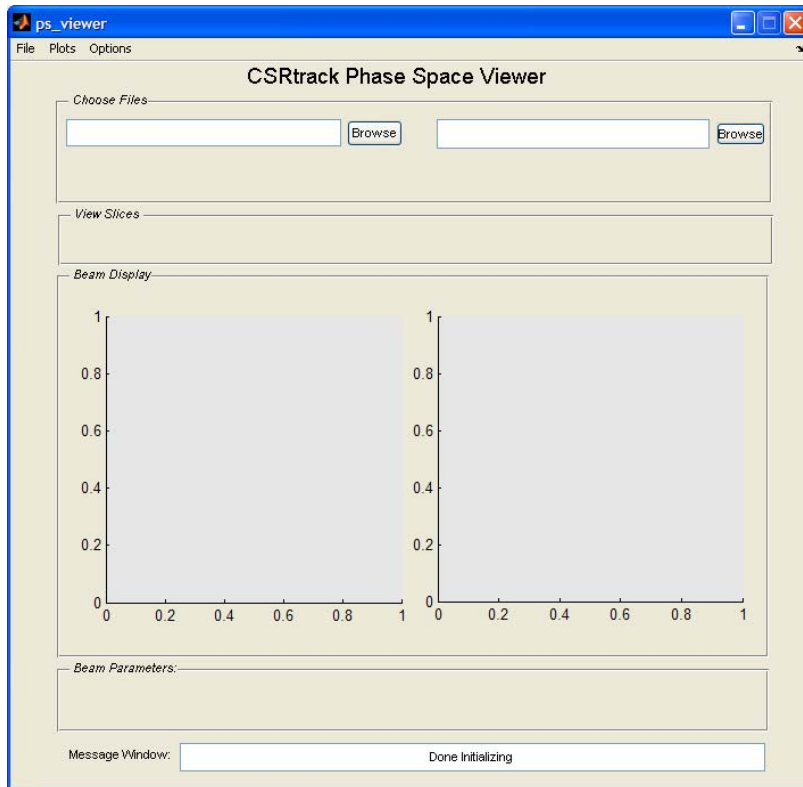 ps_viewer
File Plots Options
CSRtrack Phase Space Viewer
Choose Files
Browse Browse
View Slices
Beam Display
1 1
0.8 0.8
0.6 0.6
0.4 0.4
0.2 0.2
0 0
0 0.2 0.4 0.6 0.8 1 0 0.2 0.4 0.6 0.8 1
Beam Parameters:
Message Window: Done Initializing